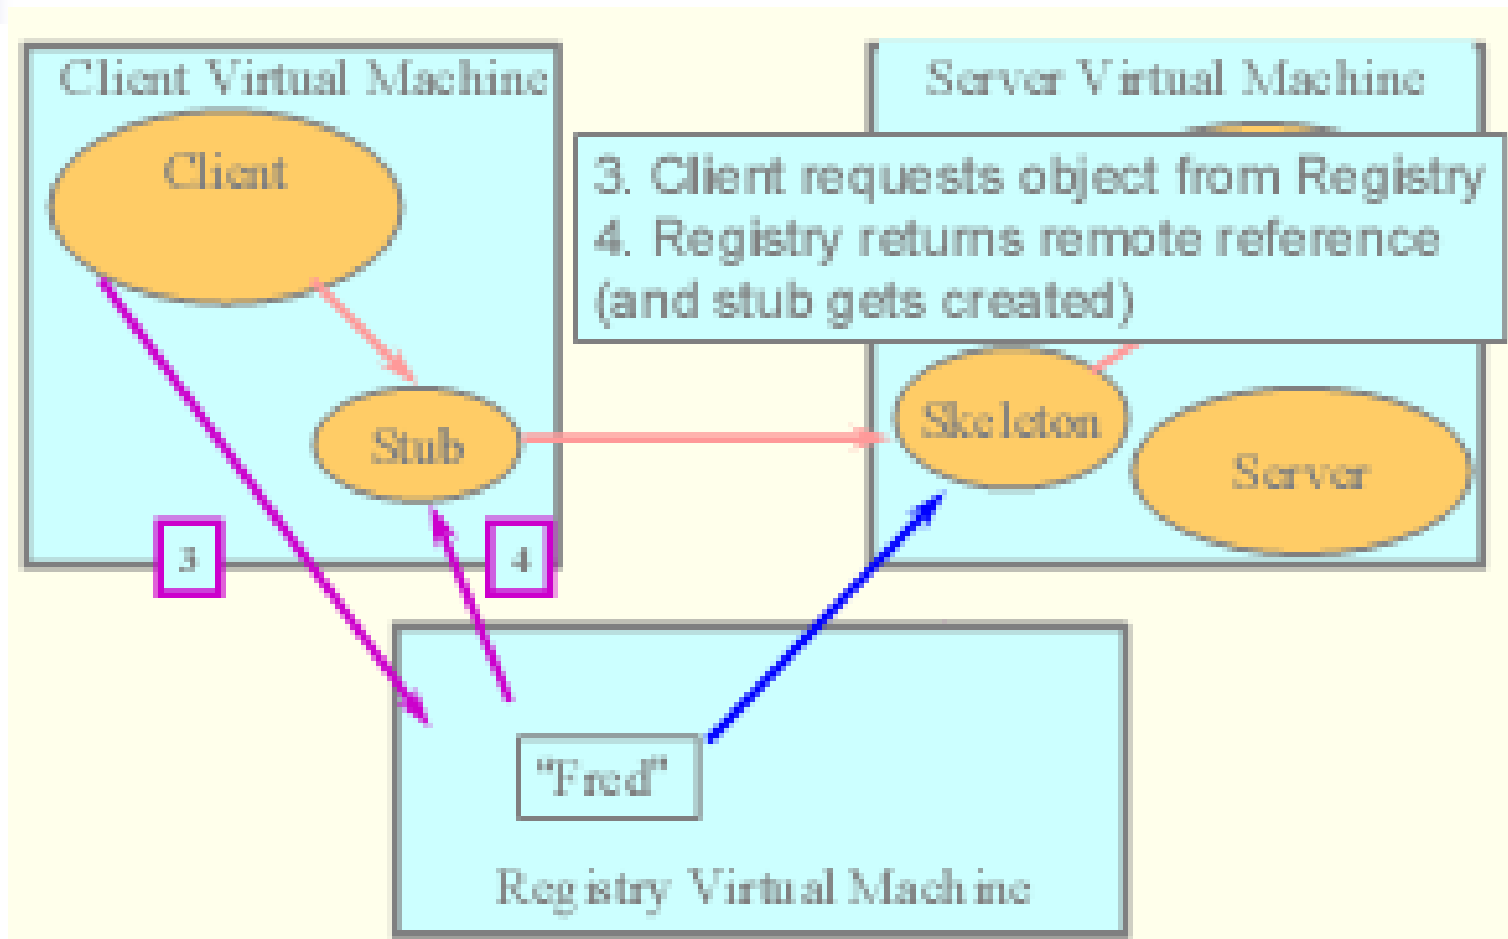 Client Virtual Machine
Server Virtual Machine
Client
3. Client requests object from Registry
4. Registry returns remote reference
(and stub gets created)
Skeleton
Stub
Server
3
4
"Fred"
Registry Virtual Machine